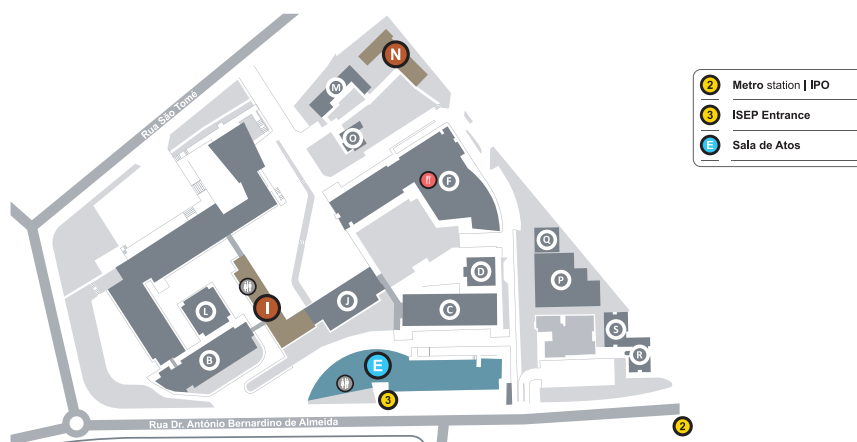 N
M
Rua São Tomé
O
F
Q
D
P
I
J
L
C
S
B
R
E
3
Rua Dr. António Bernardino de Almeida
2
2 Metro station | IPO
3 ISEP Entrance
E Sala de Atos